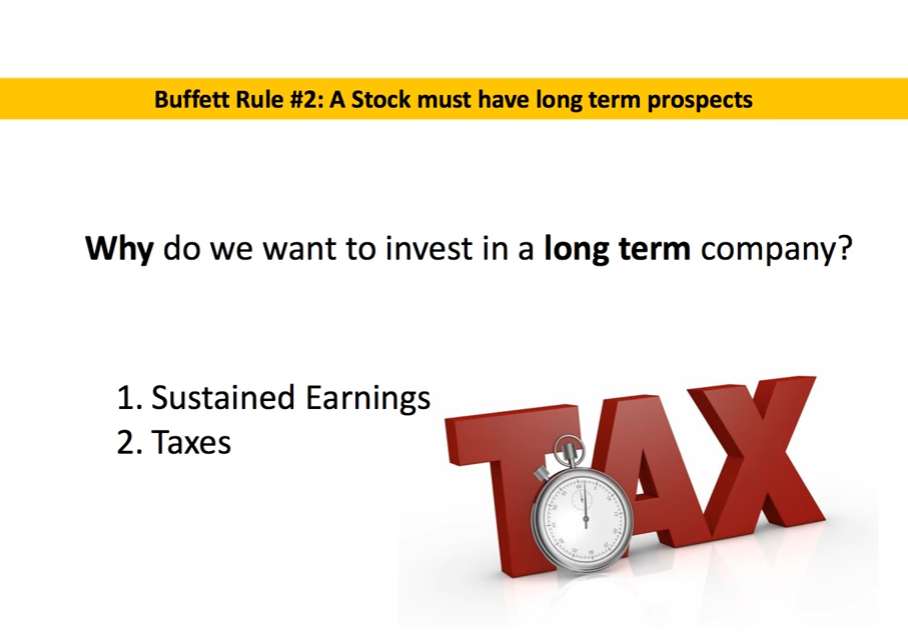 Buffett Rule #2: A Stock must have long term prospects
Why do we want to invest in a long term company?
1. Sustained Earnings
2. Taxes
TAX